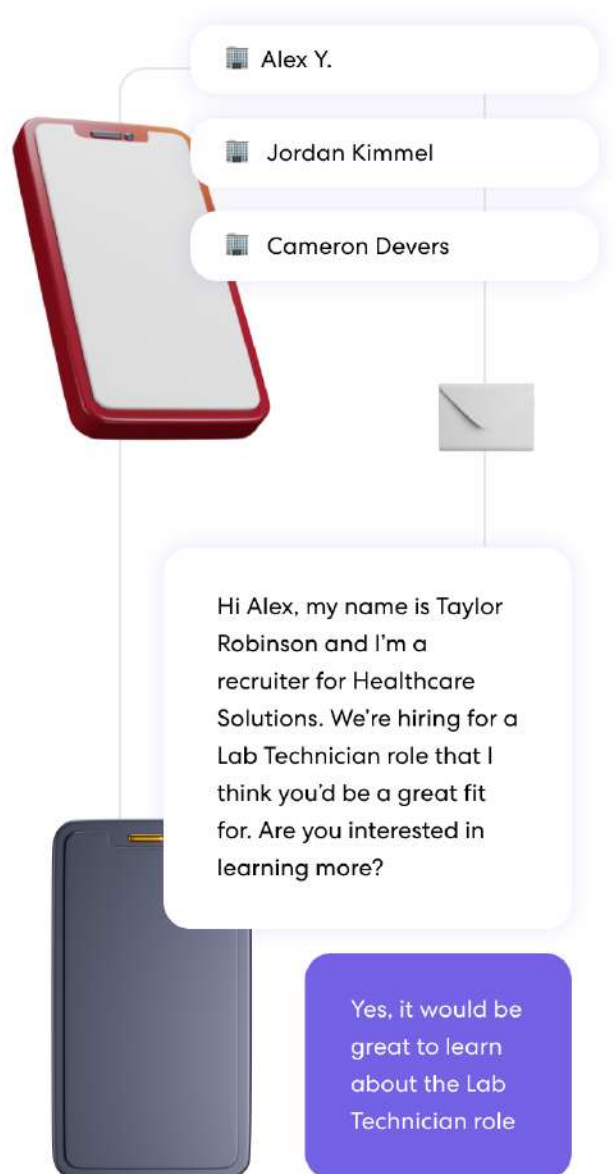 Alex Y.
Jordan Kimmel
Cameron Devers
Hi Alex, my name is Taylor
Robinson and I'm a
recruiter for Healthcare
Solutions. We're hiring for a
Lab Technician role that I
think you'd be a great fit
for. Are you interested in
learning more?
Yes, it would be
great to learn
about the Lab
Technician role